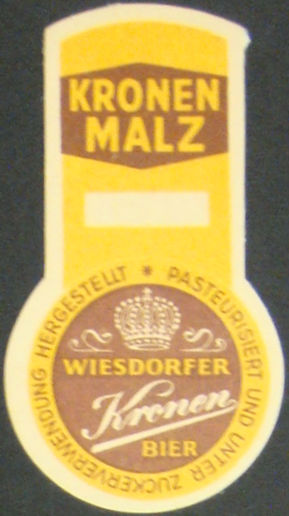 KRONEN
MALZ
* PASTEURISIERT UND UNTER ZUCKERVERWENDUNG HERGESTELLT
WIESDORFER
Kronen
BIER